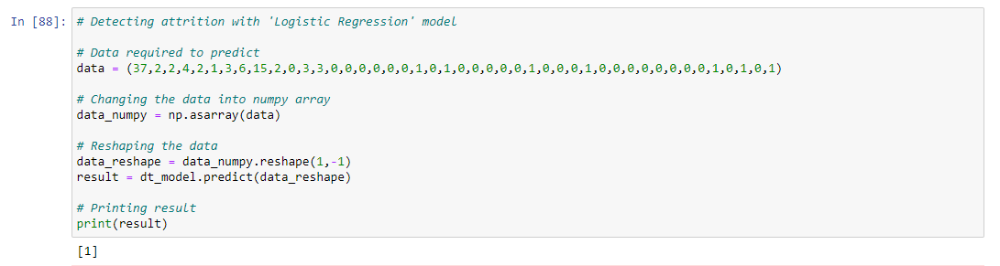 In [88]: # Detecting attrition with 'Logistic Regression' model
# Data required to predict
data = (37,2,2,4,2,1,3,6,15,2,0,3,3,0,0,0,0,0,0,1,0,1,0,0,0,0,0,1,0,0,0,1,0,0,0,0,0,0,0,0,1,0,1,0,1)
# Changing the data into numpy array
data_numpy = np.asarray(data)
# Reshaping the data
data_reshape = data_numpy.reshape(1,-1)
result = dt_model.predict(data_reshape)
# Printing result
print(result)
[1]